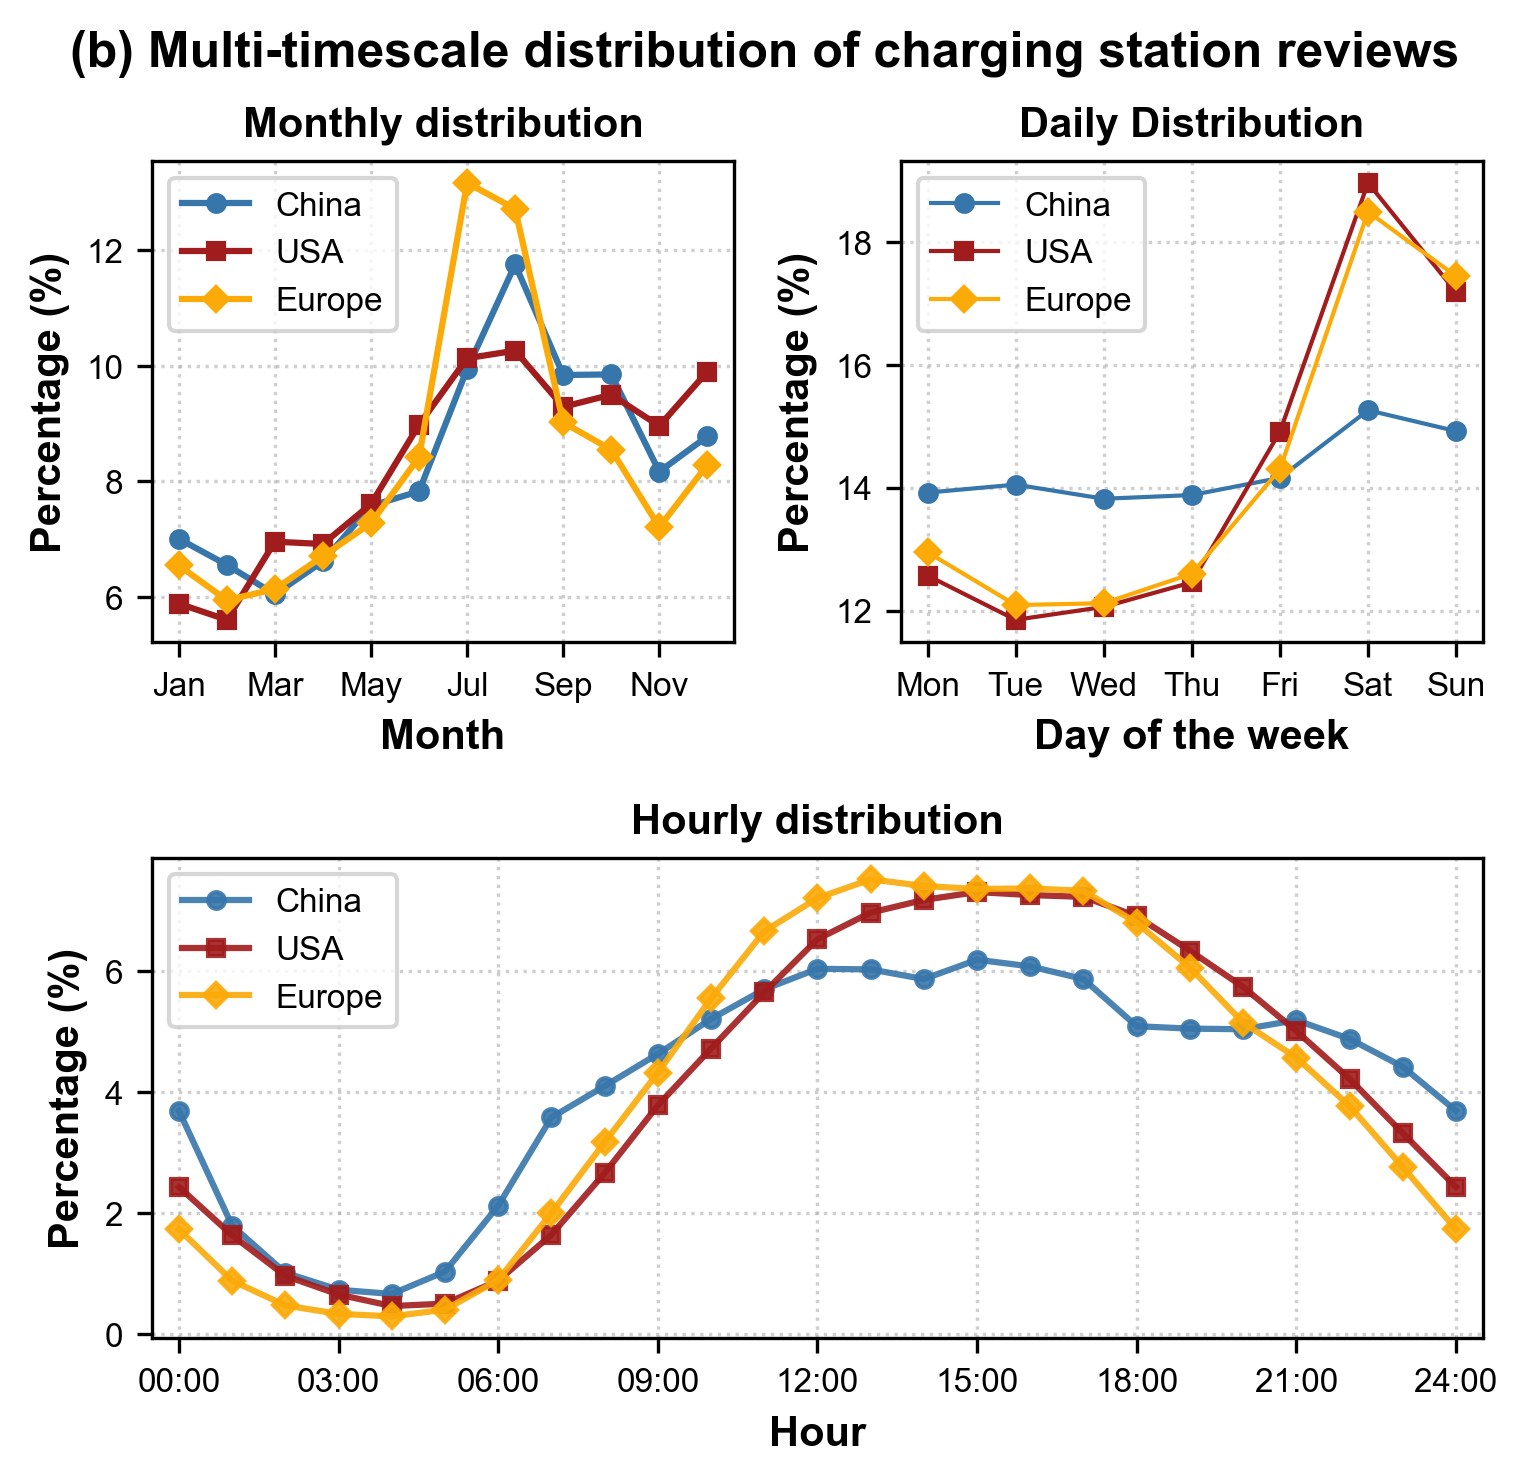 (b) Multi-timescale distribution of charging station reviews
Monthly distribution
China
USA
Europe
Percentage (%)
12
10
8
6
Jan Mar May Jul Sep Nov
Month
Daily Distribution
China
USA
Europe
Percentage (%)
18
16
14
12
Mon Tue Wed Thu Fri Sat Sun
Day of the week
Hourly distribution
China
USA
Europe
Percentage (%)
6
4
2
0
00:00 03:00 06:00 09:00 12:00 15:00 18:00 21:00 24:00
Hour